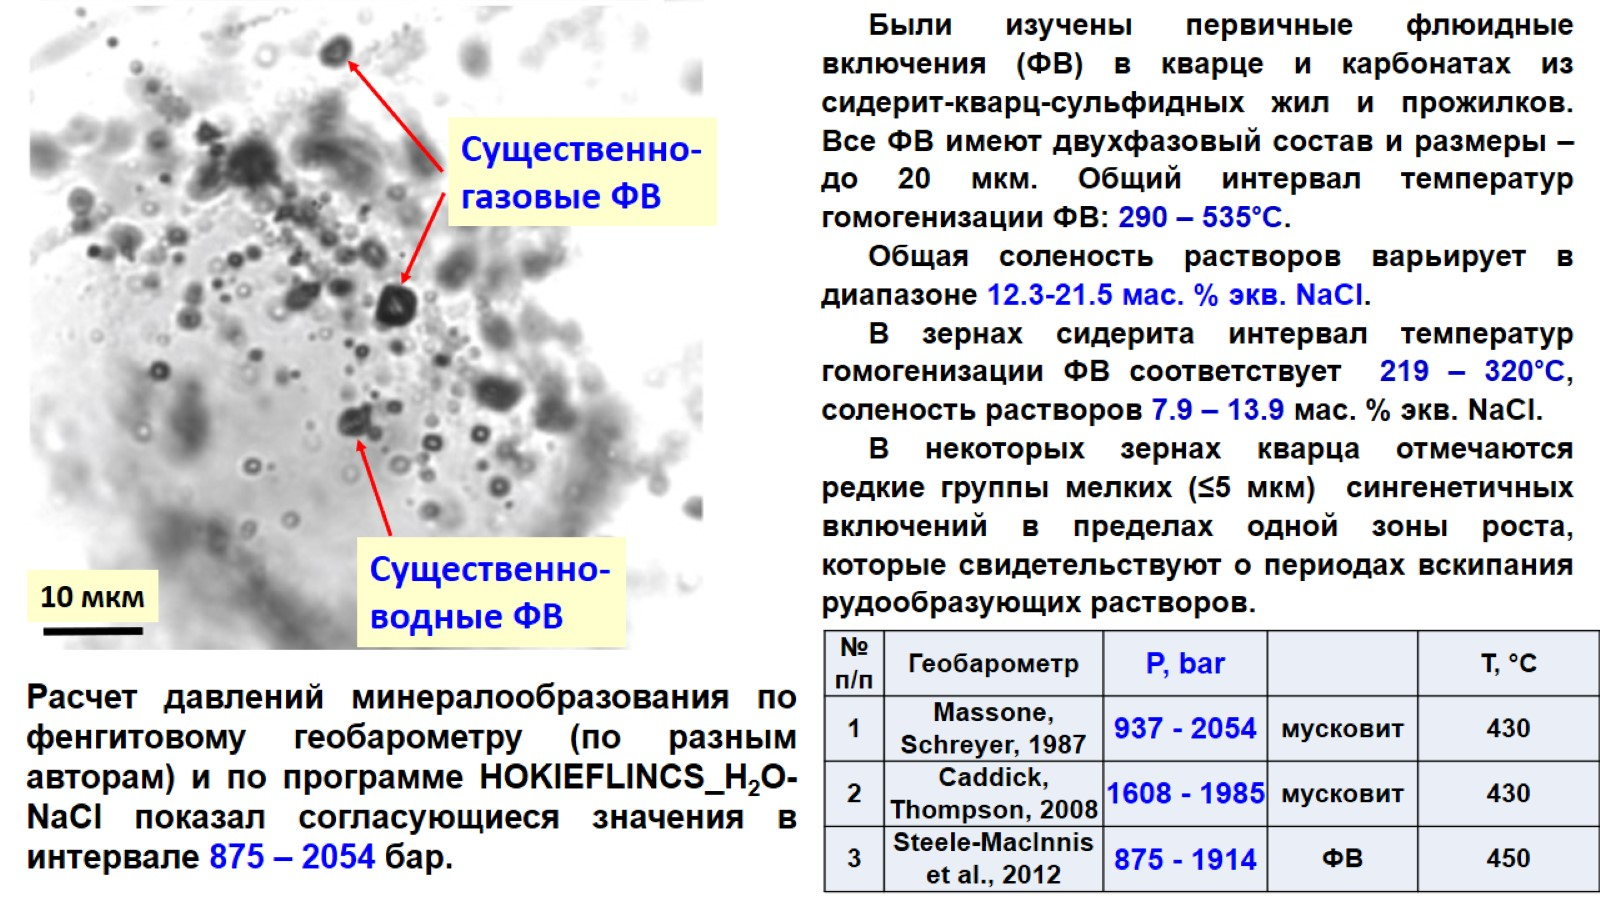 Существенно-
газовые ФВ
Существенно-
водные ФВ
10 мкм
Расчет давлений минералообразования по
фенгитовому геобарометру (по разным
авторам) и по программе HOKIEFLINCS_H₂O-
NaCl показал согласующиеся значения в
интервале 875 – 2054 бар.
Были изучены первичные флюидные
включения (ФВ) в кварце и карбонатах из
сидерит-кварц-сульфидных жил и прожилков.
Все ФВ имеют двухфазовый состав и размеры –
до 20 мкм. Общий интервал температур
гомогенизации ФВ: 290 – 535°С.
Общая соленость растворов варьирует в
диапазоне 12.3-21.5 мас. % экв. NaCl.
В зернах сидерита интервал температур
гомогенизации ФВ соответствует 219 – 320°С,
соленость растворов 7.9 – 13.9 мас. % экв. NaCl.
В некоторых зернах кварца отмечаются
редкие группы мелких (≤5 мкм) сингенетичных
включений в пределах одной зоны роста,
которые свидетельствуют о периодах вскипания
рудообразующих растворов.
№ п/п Геобарометр P, bar T, °C
1 Massone, Schreyer, 1987 937 - 2054 мусковит 430
2 Caddick, Thompson, 2008 1608 - 1985 мусковит 430
3 Steele-MacInnis et al., 2012 875 - 1914 ФВ 450